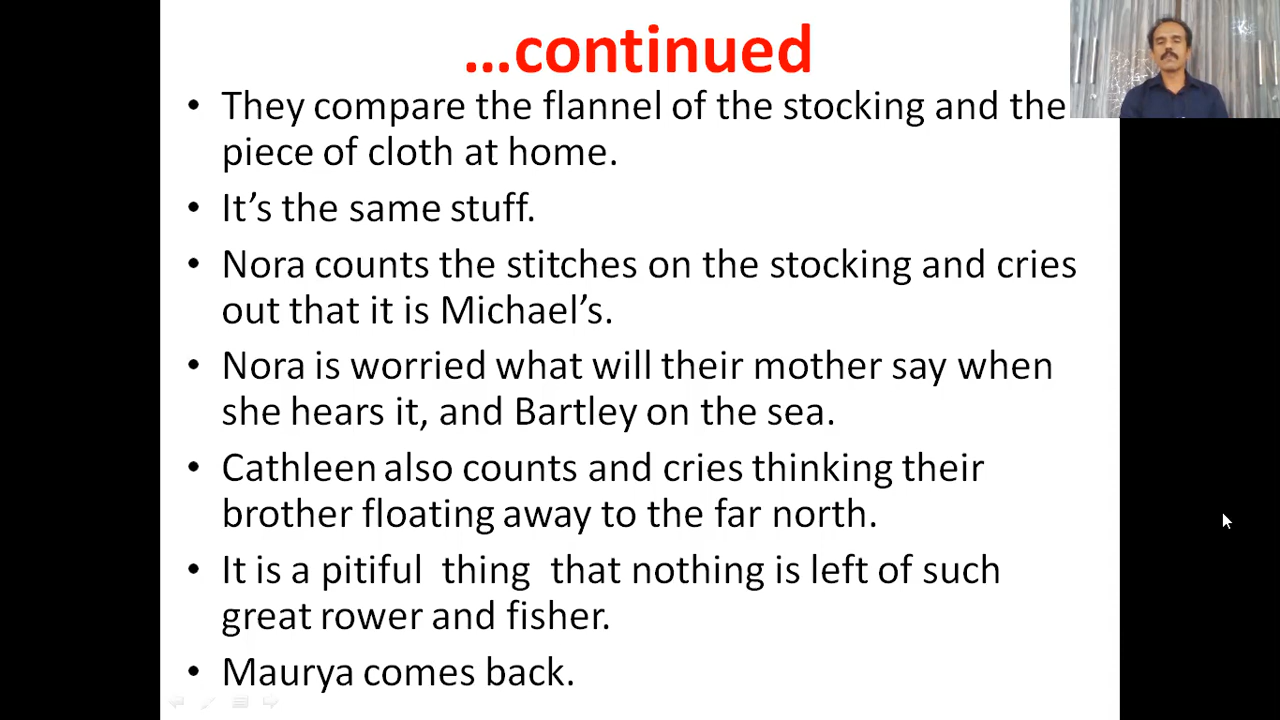 ...continued
• They compare the flannel of the stocking and the
piece of cloth at home.
• It’s the same stuff.
• Nora counts the stitches on the stocking and cries
out that it is Michael’s.
• Nora is worried what will their mother say when
she hears it, and Bartley on the sea.
• Cathleen also counts and cries thinking their
brother floating away to the far north.
• It is a pitiful thing that nothing is left of such
great rower and fisher.
• Maurya comes back.